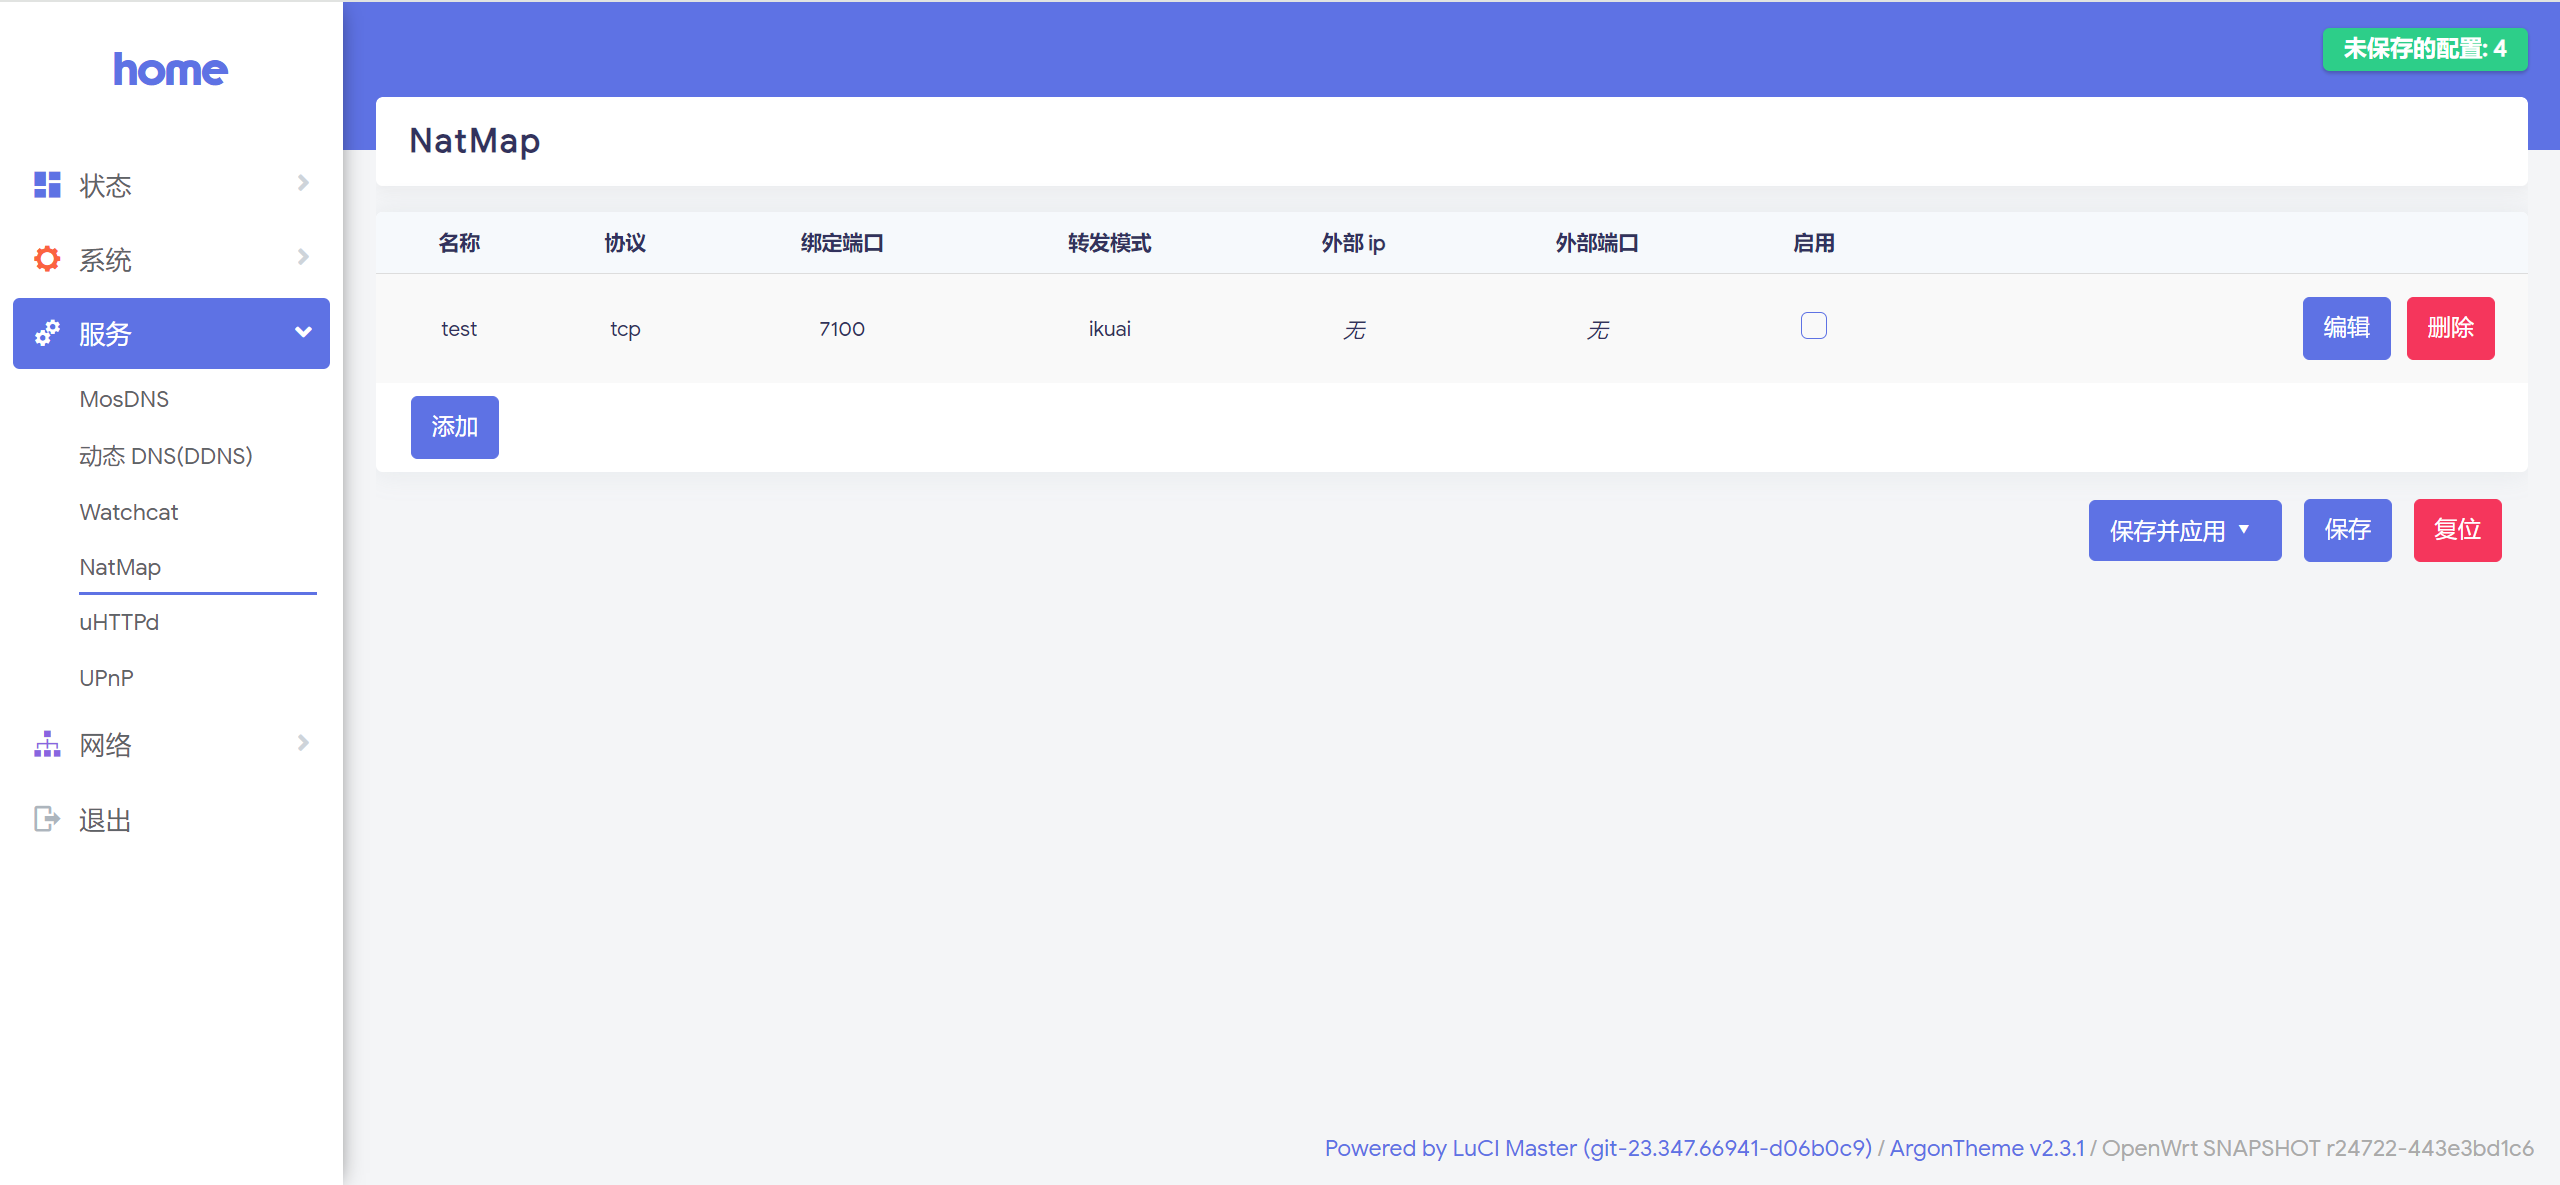 home
未保存的配置: 4
状态
系统
服务
MosDNS
动态 DNS(DDNS)
Watchcat
NatMap
uHTTPd
UPnP
网络
退出
NatMap
名称 协议 绑定端口 转发模式 外部 ip 外部端口 启用
test tcp 7100 ikuai 无 无 编辑 删除
添加
保存并应用 保存 复位
Powered by LuCI Master (git-23.347.66941-d06b0c9) / ArgonTheme v2.3.1 / OpenWrt SNAPSHOT r24722-443e3bd1c6